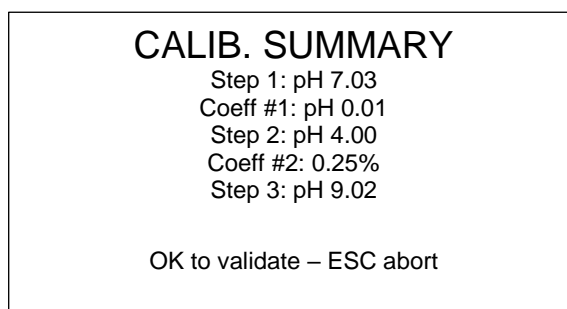 CALIB. SUMMARY
Step 1: pH 7.03
Coeff #1: pH 0.01
Step 2: pH 4.00
Coeff #2: 0.25%
Step 3: pH 9.02
OK to validate – ESC abort